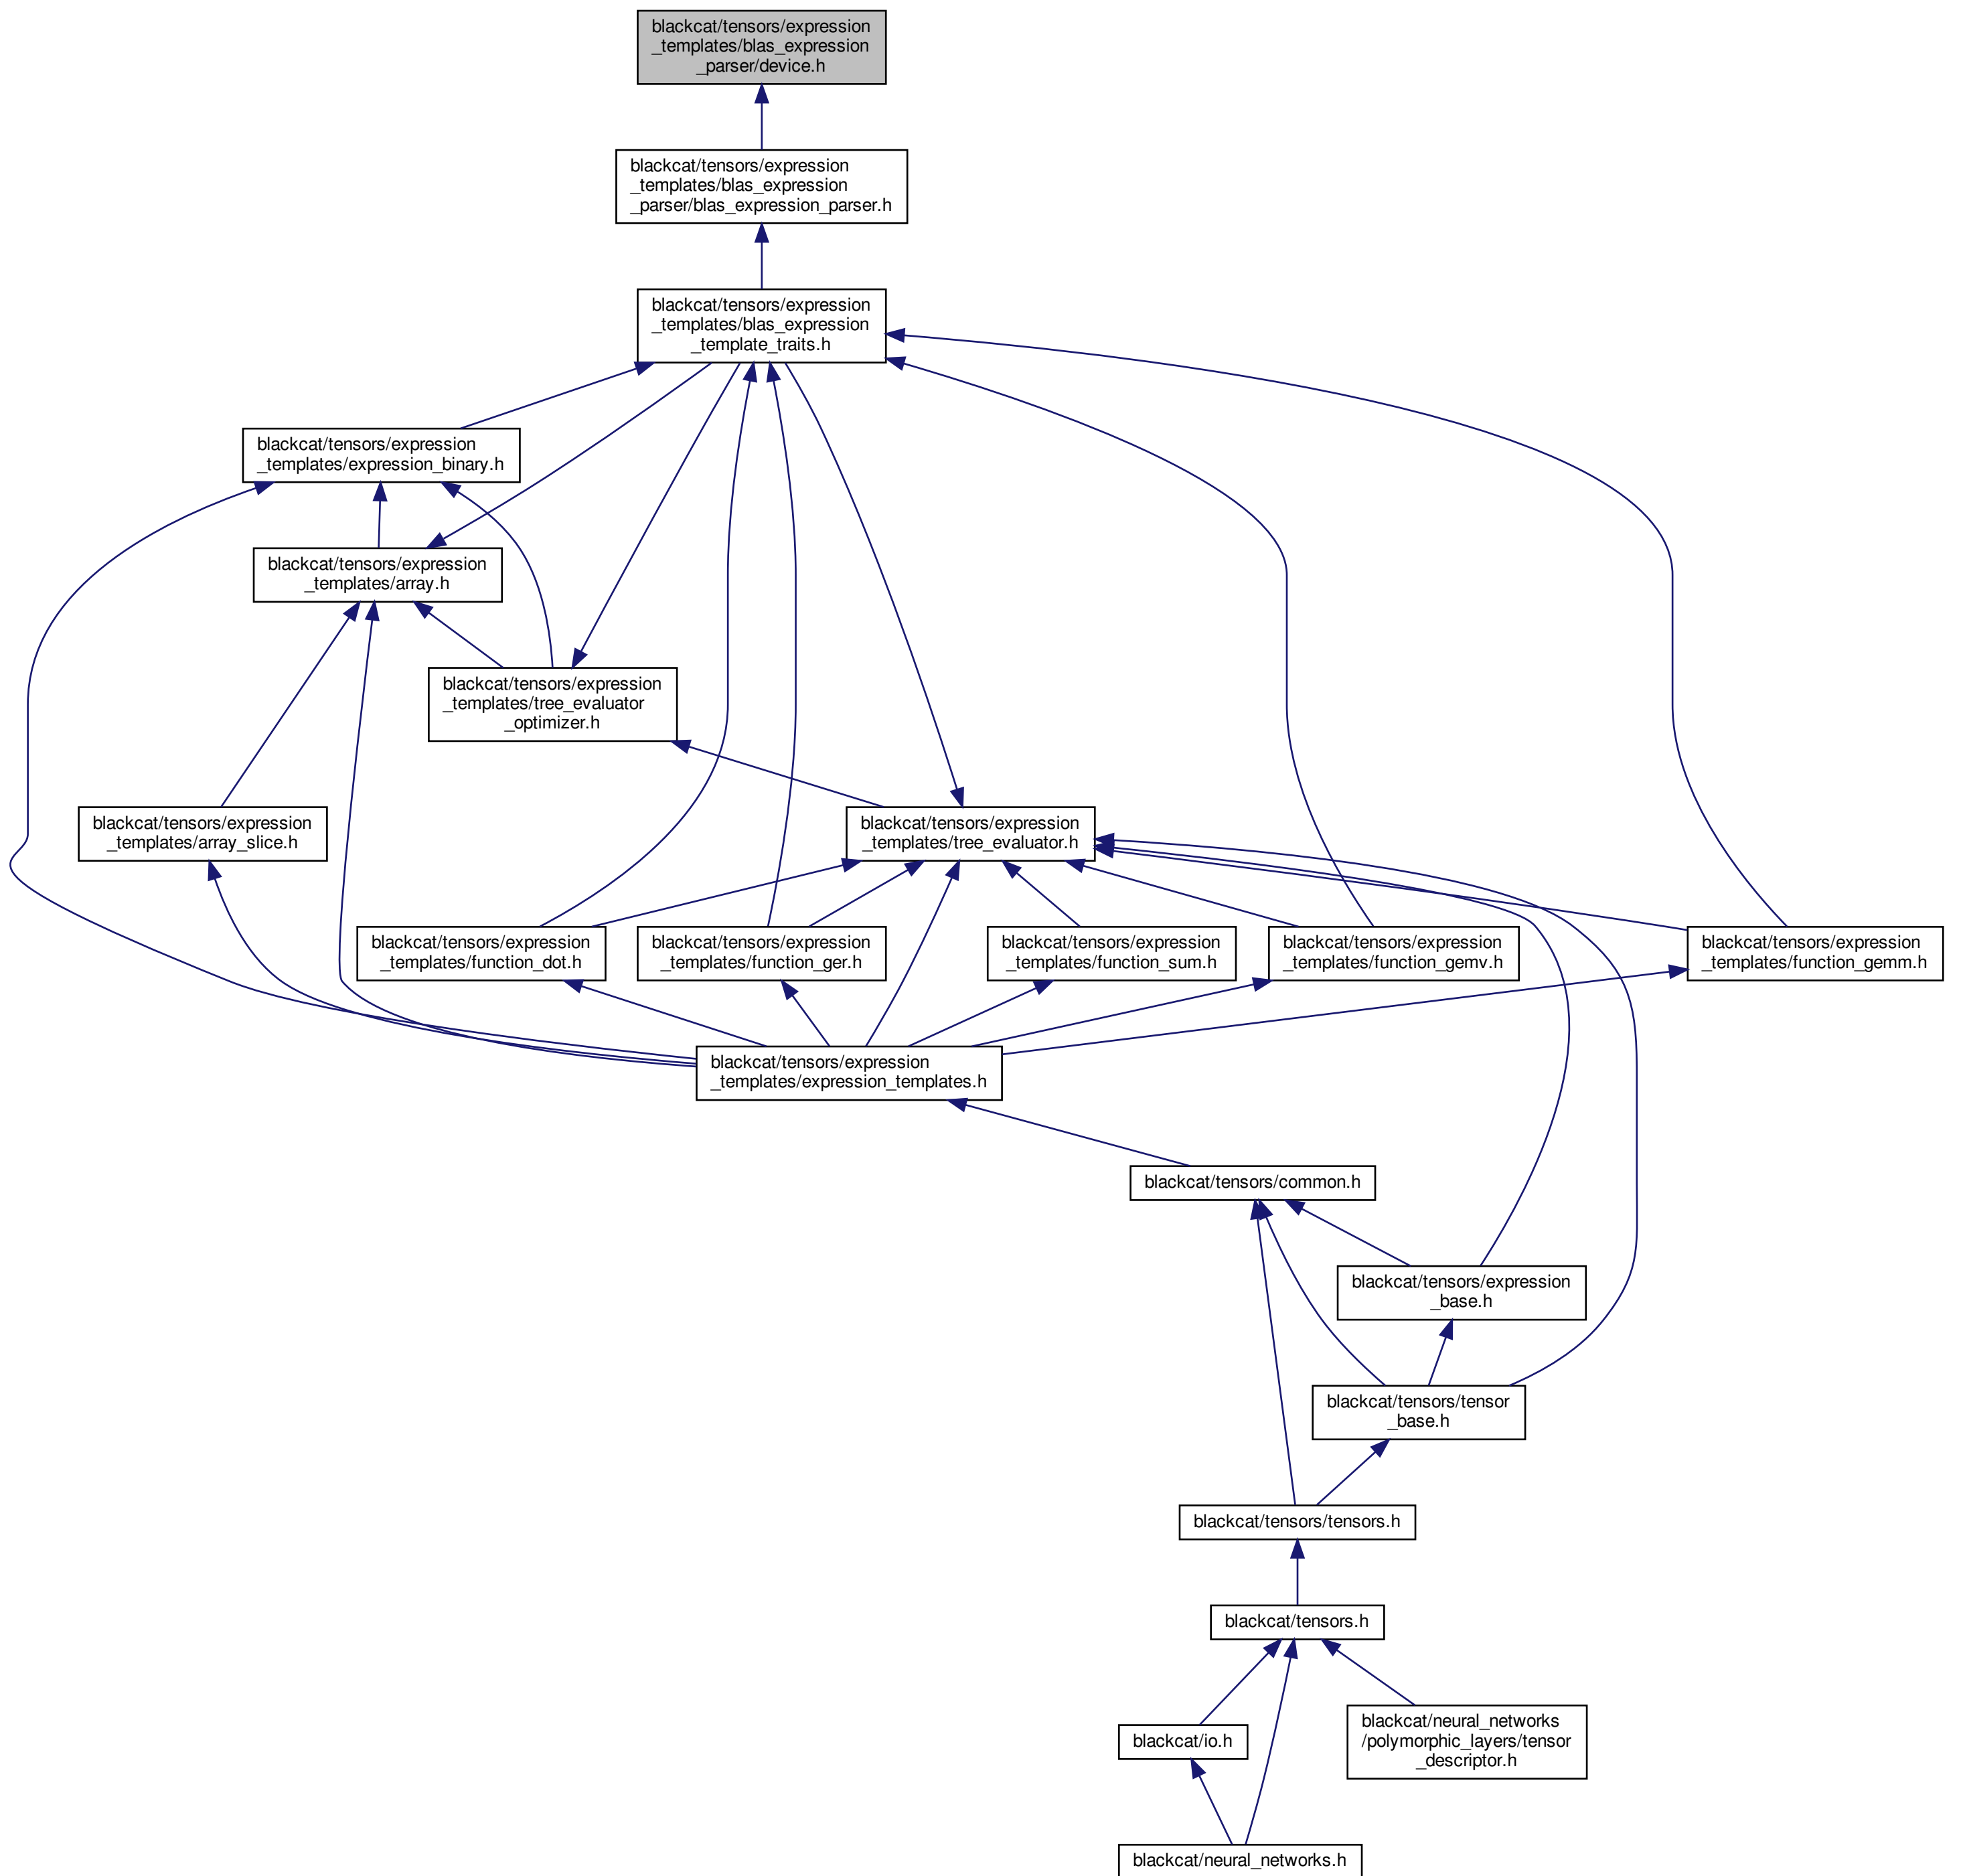 blackcat/tensors/expression
_templates/blas_expression
_parser/device.h
blackcat/tensors/expression
_templates/blas_expression
_parser/blas_expression_parser.h
blackcat/tensors/expression
_templates/blas_expression
_template_traits.h
blackcat/tensors/expression
_templates/expression_binary.h
blackcat/tensors/expression
_templates/array.h
blackcat/tensors/expression
_templates/tree_evaluator
_optimizer.h
blackcat/tensors/expression
_templates/array_slice.h
blackcat/tensors/expression
_templates/tree_evaluator.h
blackcat/tensors/expression
_templates/function_dot.h
blackcat/tensors/expression
_templates/function_ger.h
blackcat/tensors/expression
_templates/function_sum.h
blackcat/tensors/expression
_templates/function_gemv.h
blackcat/tensors/expression
_templates/function_gemm.h
blackcat/tensors/expression
_templates/expression_templates.h
blackcat/tensors/common.h
blackcat/tensors/expression
_base.h
blackcat/tensors/tensor
_base.h
blackcat/tensors/tensors.h
blackcat/tensors.h
blackcat/io.h
blackcat/neural_networks
/polymorphic_layers/tensor
_descriptor.h
blackcat/neural_networks.h